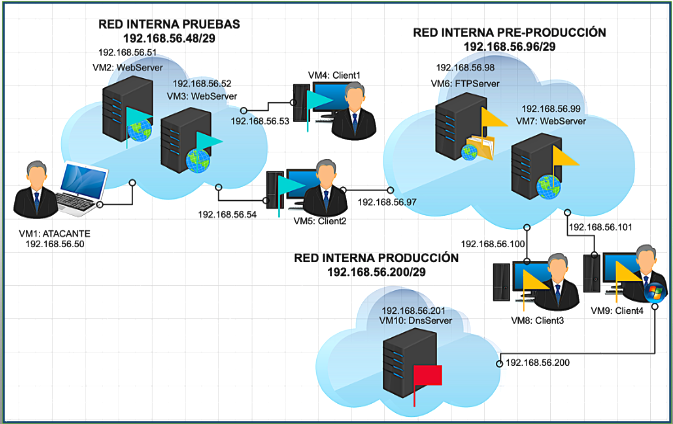 RED INTERNA PRUEBAS
192.168.56.48/29
192.168.56.51
VM2: WebServer
192.168.56.52
VM3: WebServer
VM4: Client1
192.168.56.53
VM1: ATACANTE
192.168.56.50
192.168.56.54
VM5: Client2
192.168.56.97
RED INTERNA PRE-PRODUCCIÓN
192.168.56.96/29
192.168.56.98
VM6: FTPServer
192.168.56.99
VM7: WebServer
192.168.56.100
192.168.56.101
VM8: Client3
VM9: Client4
RED INTERNA PRODUCCIÓN
192.168.56.200/29
192.168.56.201
VM10: DnsServer
192.168.56.200